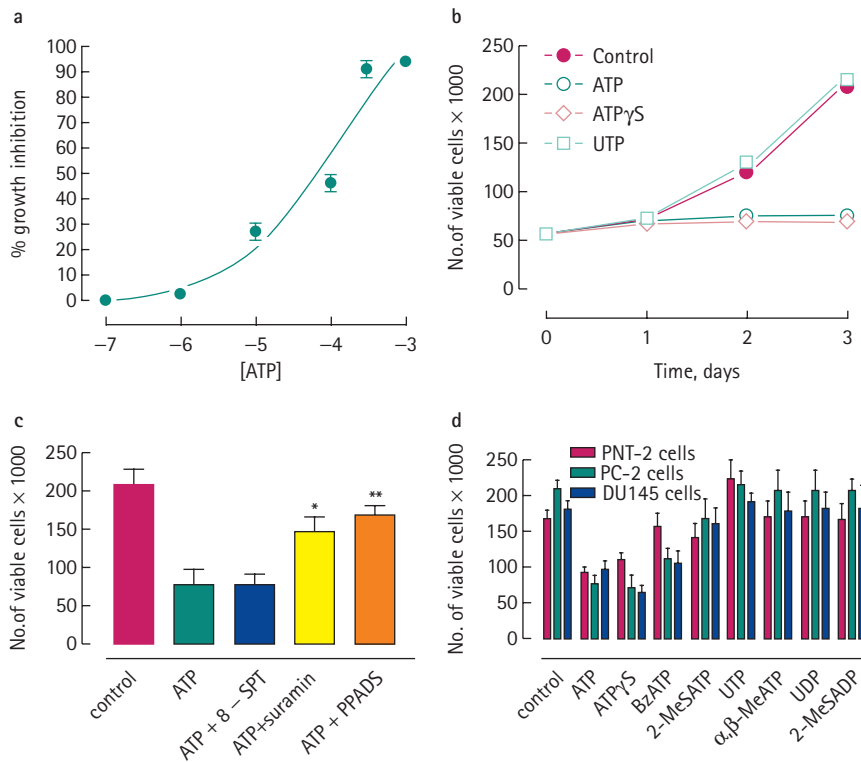 a
100
90
80
70
60
50
40
30
20
10
0
% growth inhibition
−7 −6 −5 −4 −3
[ATP]
b
250
200
150
100
50
0
No.of viable cells × 1000
Control
ATP
ATPγS
UTP
0 1 2 3
Time, days
c
250
200
150
100
50
0
No.of viable cells × 1000
* **
control
ATP
ATP + 8 – SPT
ATP+suramin
ATP + PPADS
d
PNT-2 cells
PC-2 cells
DU145 cells
250
200
150
100
50
0
No. of viable cells × 1000
control
ATP
ATPγS
BzATP
2-MeSATP
UTP
α,β-MeATP
UDP
2-MeSADP